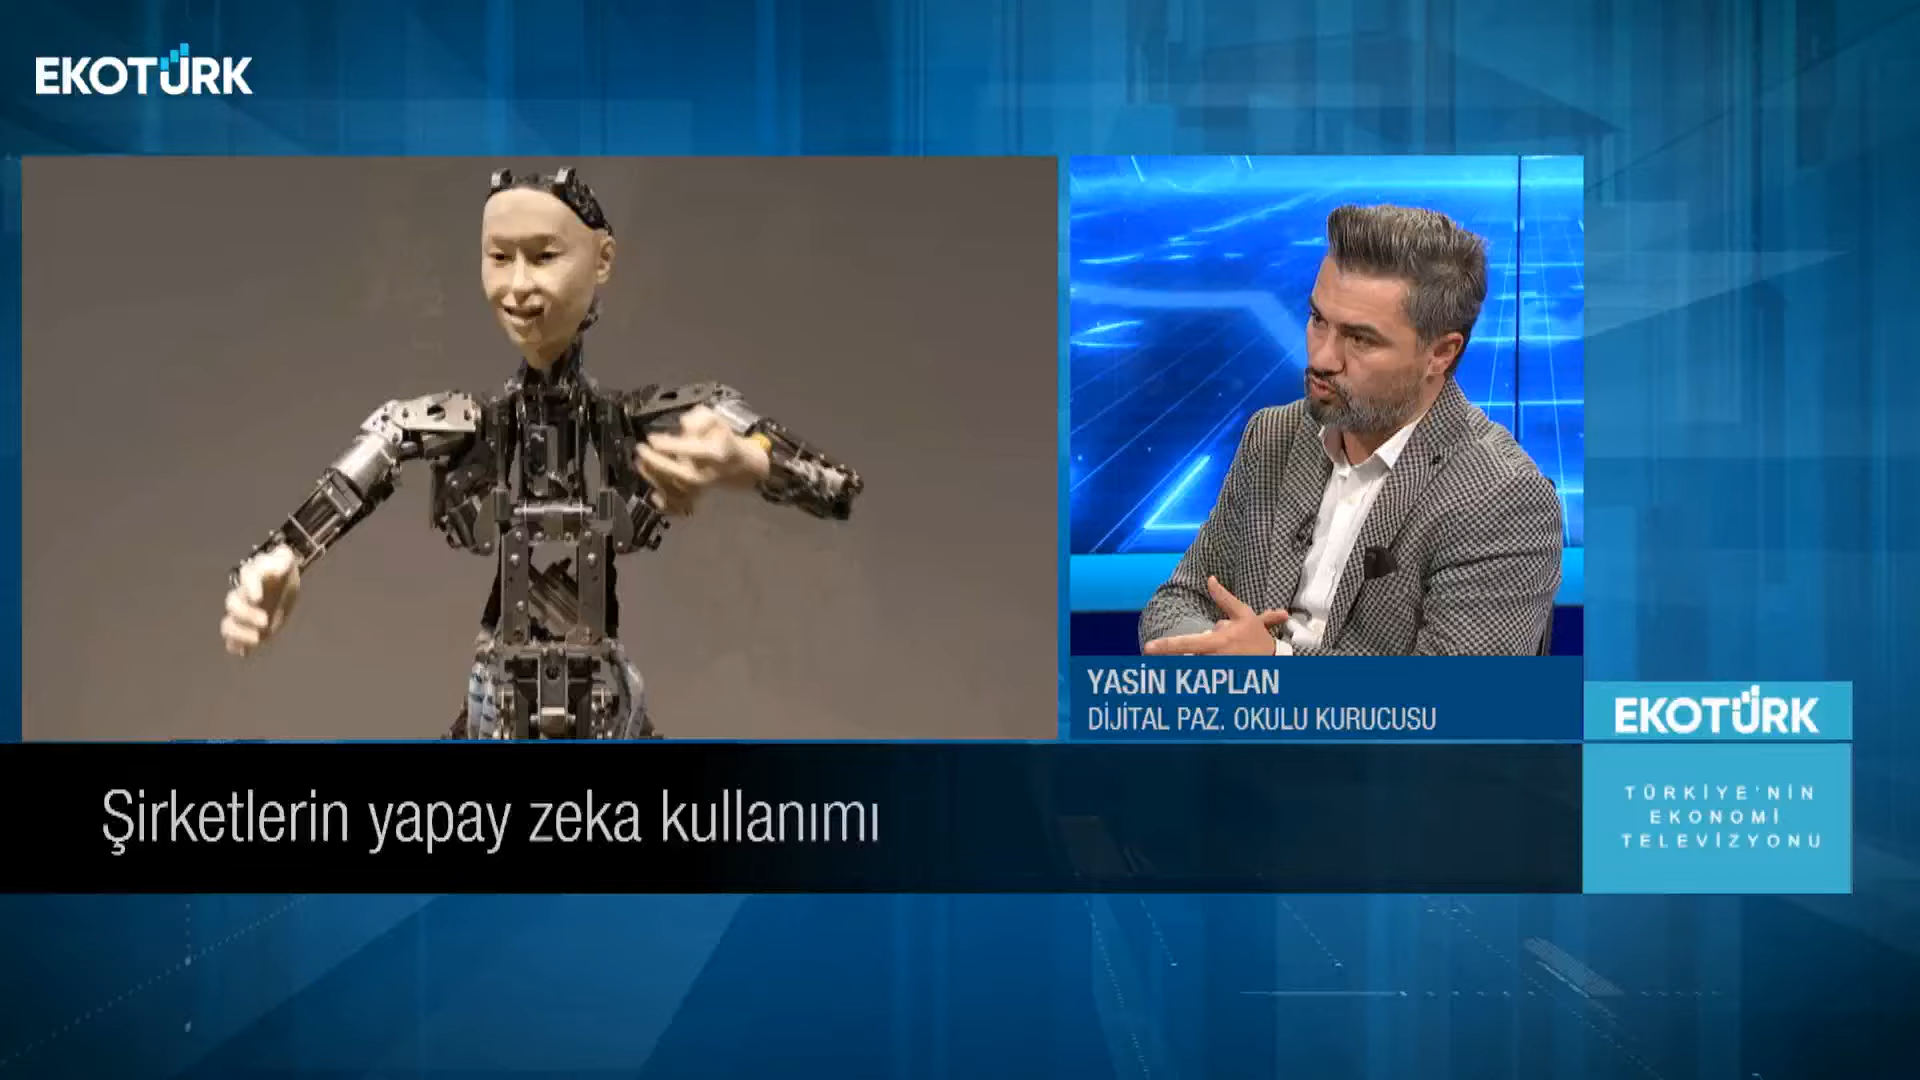 EKOTÜRK
YASİN KAPLAN
DİJİTAL PAZ. OKULU KURUCUSU
EKOTÜRK
Şirketlerin yapay zeka kullanımı
TÜRKİYE'NİN
EKONOMİ
TELEVİZYONU